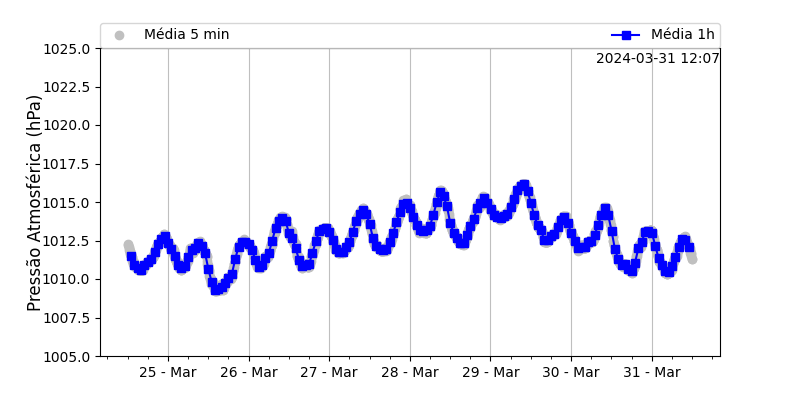 Média 5 min
Média 1h
2024-03-31 12:07
Pressão Atmosférica (hPa)
1025.0
1022.5
1020.0
1017.5
1015.0
1012.5
1010.0
1007.5
1005.0
25 - Mar
26 - Mar
27 - Mar
28 - Mar
29 - Mar
30 - Mar
31 - Mar